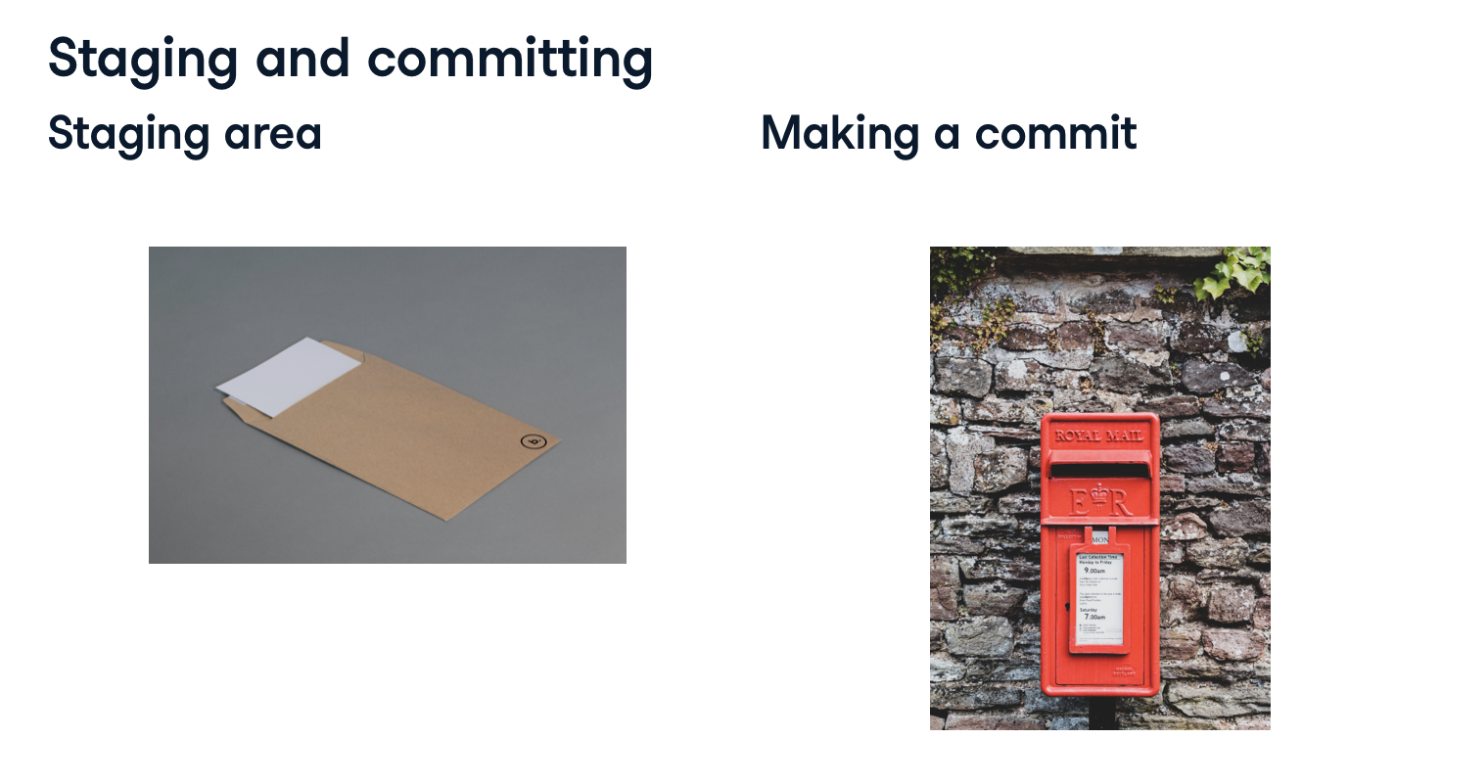 Staging and committing
Staging area
Making a commit
ROYAL MAIL
E R
MON
Last Collection Time
Monday to Friday
9.00am
Saturday
7.00am